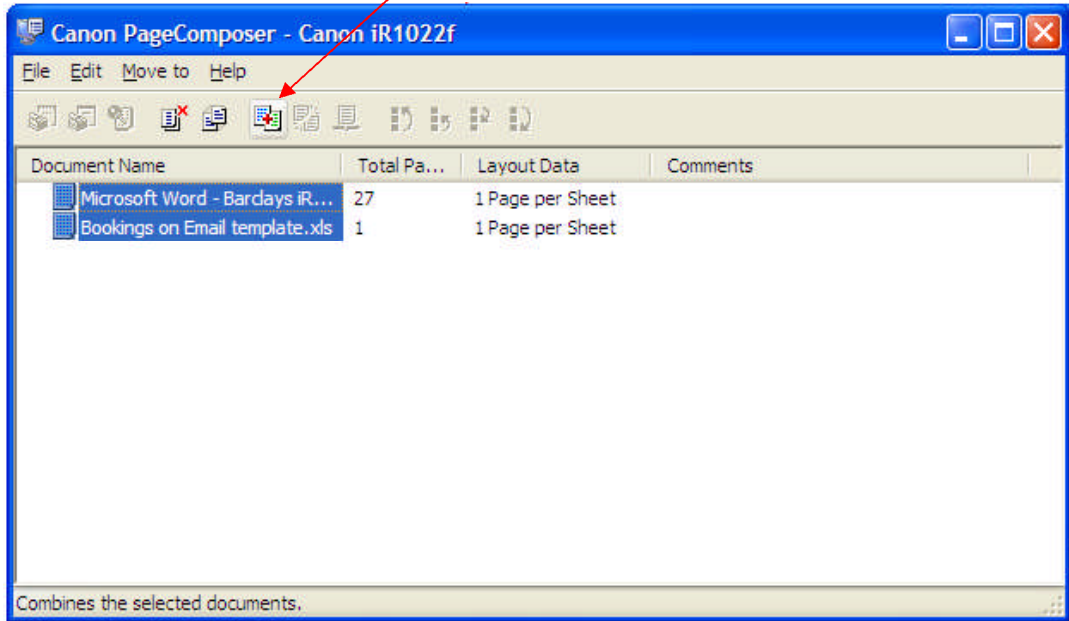 Canon PageComposer - Canon iR1022f
File Edit Move to Help
Document Name Total Pa... Layout Data Comments
Microsoft Word - Barclays iR... 27 1 Page per Sheet
Bookings on Email template.xls 1 1 Page per Sheet
Combines the selected documents.